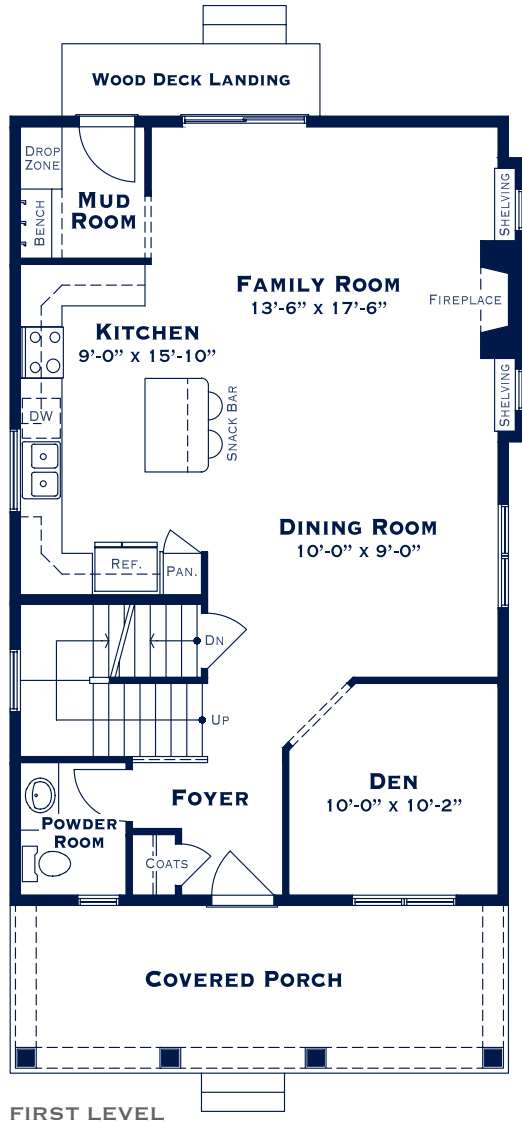 WOOD DECK LANDING
DROP
ZONE
MUD
ROOM
BENCH
SHELVING
FAMILY ROOM
13'-6" X 17'-6"
FIREPLACE
KITCHEN
9'-0" X 15'-10"
SHELVING
DW
SNACK BAR
DINING ROOM
10'-0" X 9'-0"
REF.
PAN.
DN
UP
DEN
10'-0" X 10'-2"
FOYER
POWDER
ROOM
COATS
COVERED PORCH
FIRST LEVEL